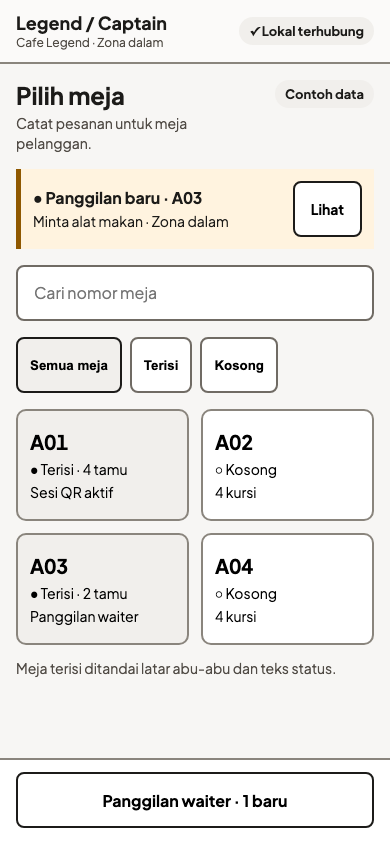 Legend / Captain
Cafe Legend · Zona dalam
✓Lokal terhubung
Pilih meja
Contoh data
Catat pesanan untuk meja
pelanggan.
● Panggilan baru · A03
Minta alat makan · Zona dalam
Lihat
Cari nomor meja
Semua meja
Terisi
Kosong
A01
● Terisi · 4 tamu
Sesi QR aktif
A02
○ Kosong
4 kursi
A03
● Terisi · 2 tamu
Panggilan waiter
A04
○ Kosong
4 kursi
Meja terisi ditandai latar abu-abu dan teks status.
Panggilan waiter · 1 baru